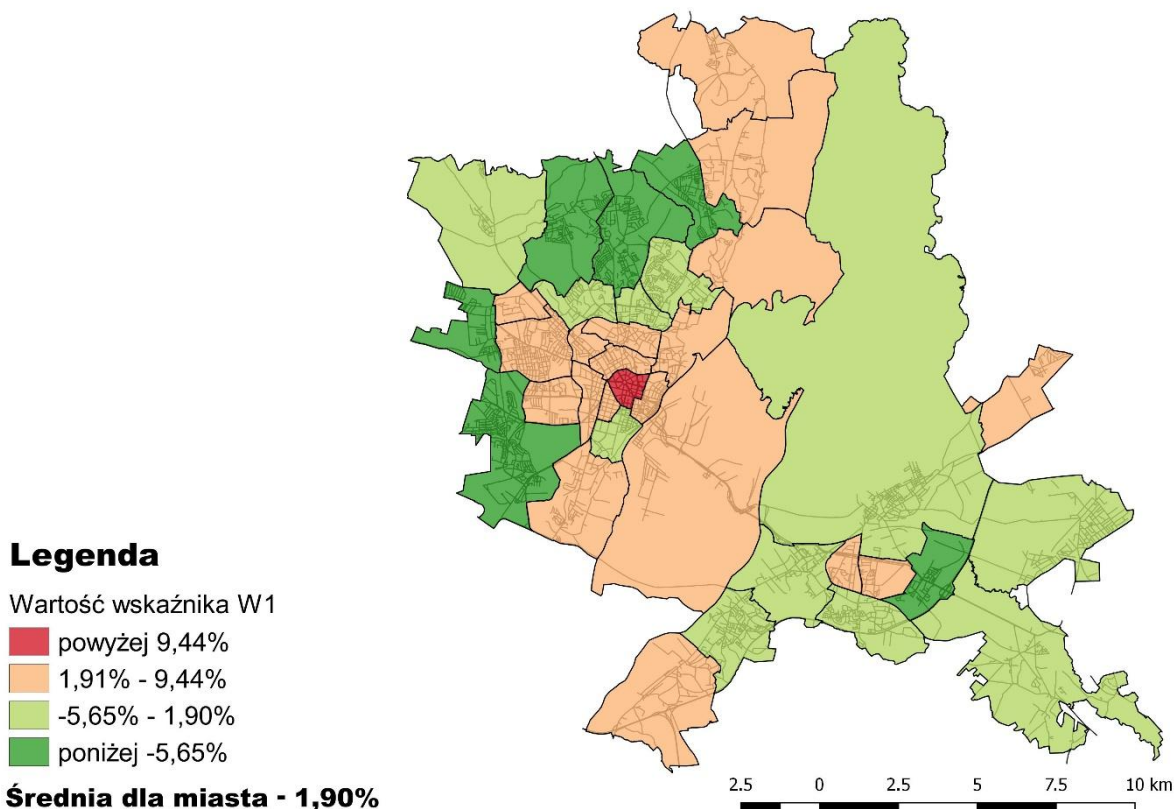 Legenda
Wartość wskaźnika W1
powyżej 9,44%
1,91% - 9,44%
-5,65% - 1,90%
poniżej -5,65%
Średnia dla miasta - 1,90%
2.5 0 2.5 5 7.5 10 km